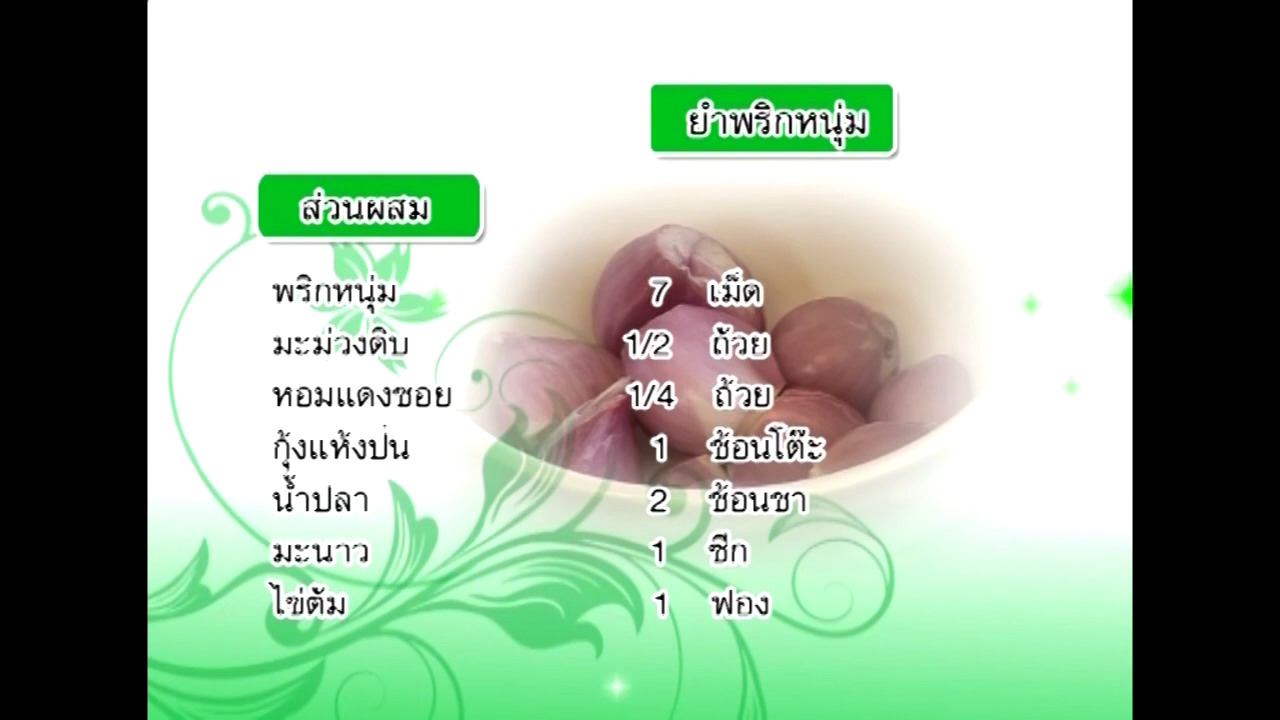 ยำพริกหนุ่ม
ส่วนผสม
พริกหนุ่ม 7 เม็ด
มะม่วงดิบ 1/2 ถ้วย
หอมแดงซอย 1/4 ถ้วย
กุ้งแห้งป่น 1 ช้อนโต๊ะ
น้ำปลา 2 ช้อนชา
มะนาว 1 ซีก
ไข่ต้ม 1 ฟอง